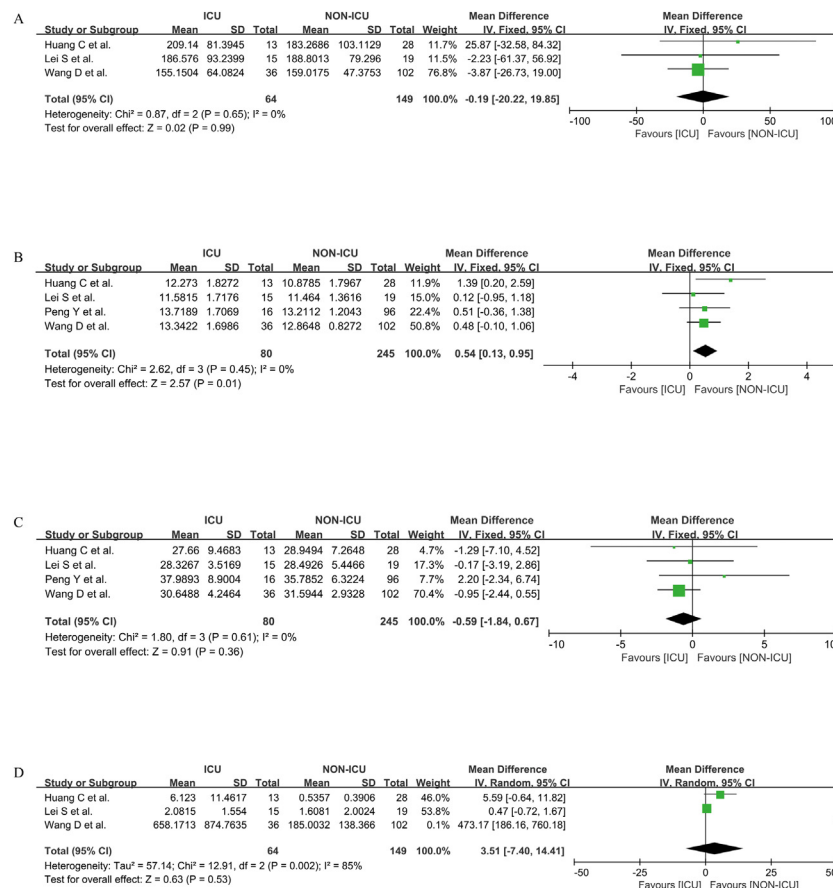 A
ICU NON-ICU Mean Difference Mean Difference
Study or Subgroup Mean SD Total Mean SD Total Weight IV. Fixed. 95% CI IV. Fixed. 95% CI
Huang C et al. 209.14 81.3945 13 183.2686 103.1129 28 11.7% 25.87 [-32.58, 84.32]
Lei S et al. 186.576 93.2399 15 188.8013 79.296 19 11.5% -2.23 [-61.37, 56.92]
Wang D et al. 155.1504 64.0824 36 159.0175 47.3753 102 76.8% -3.87 [-26.73, 19.00]
Total (95% CI) 64 149 100.0% -0.19 [-20.22, 19.85]
Heterogeneity: Chi² = 0.87, df = 2 (P = 0.65); I² = 0%
Test for overall effect: Z = 0.02 (P = 0.99)
-100 -50 0 50 100
Favours [ICU] Favours [NON-ICU]
B
ICU NON-ICU Mean Difference Mean Difference
Study or Subgroup Mean SD Total Mean SD Total Weight IV. Fixed. 95% CI IV. Fixed. 95% CI
Huang C et al. 12.273 1.8272 13 10.8785 1.7967 28 11.9% 1.39 [0.20, 2.59]
Lei S et al. 11.5815 1.7176 15 11.464 1.3616 19 15.0% 0.12 [-0.95, 1.18]
Peng Y et al. 13.7189 1.7069 16 13.2112 1.2043 96 22.4% 0.51 [-0.36, 1.38]
Wang D et al. 13.3422 1.6986 36 12.8648 0.8272 102 50.8% 0.48 [-0.10, 1.06]
Total (95% CI) 80 245 100.0% 0.54 [0.13, 0.95]
Heterogeneity: Chi² = 2.62, df = 3 (P = 0.45); I² = 0%
Test for overall effect: Z = 2.57 (P = 0.01)
-4 -2 0 2 4
Favours [ICU] Favours [NON-ICU]
C
ICU NON-ICU Mean Difference Mean Difference
Study or Subgroup Mean SD Total Mean SD Total Weight IV. Fixed. 95% CI IV. Fixed. 95% CI
Huang C et al. 27.66 9.4683 13 28.9494 7.2648 28 4.7% -1.29 [-7.10, 4.52]
Lei S et al. 28.3267 3.5169 15 28.4926 5.4466 19 17.3% -0.17 [-3.19, 2.86]
Peng Y et al. 37.9893 8.9004 16 35.7852 6.3224 96 7.7% 2.20 [-2.34, 6.74]
Wang D et al. 30.6488 4.2464 36 31.5944 2.9328 102 70.4% -0.95 [-2.44, 0.55]
Total (95% CI) 80 245 100.0% -0.59 [-1.84, 0.67]
Heterogeneity: Chi² = 1.80, df = 3 (P = 0.61); I² = 0%
Test for overall effect: Z = 0.91 (P = 0.36)
-10 -5 0 5 10
Favours [ICU] Favours [NON-ICU]
D
ICU NON-ICU Mean Difference Mean Difference
Study or Subgroup Mean SD Total Mean SD Total Weight IV. Random. 95% CI IV. Random. 95% CI
Huang C et al. 6.123 11.4617 13 0.5357 0.3906 28 46.0% 5.59 [-0.64, 11.82]
Lei S et al. 2.0815 1.554 15 1.6081 2.0024 19 53.8% 0.47 [-0.72, 1.67]
Wang D et al. 658.1713 874.7635 36 185.0032 138.366 102 0.1% 473.17 [186.16, 760.18]
Total (95% CI) 64 149 100.0% 3.51 [-7.40, 14.41]
Heterogeneity: Tau² = 57.14; Chi² = 12.91, df = 2 (P = 0.002); I² = 85%
Test for overall effect: Z = 0.63 (P = 0.53)
-50 -25 0 25 50
Favours [ICU] Favours [NON-ICU]